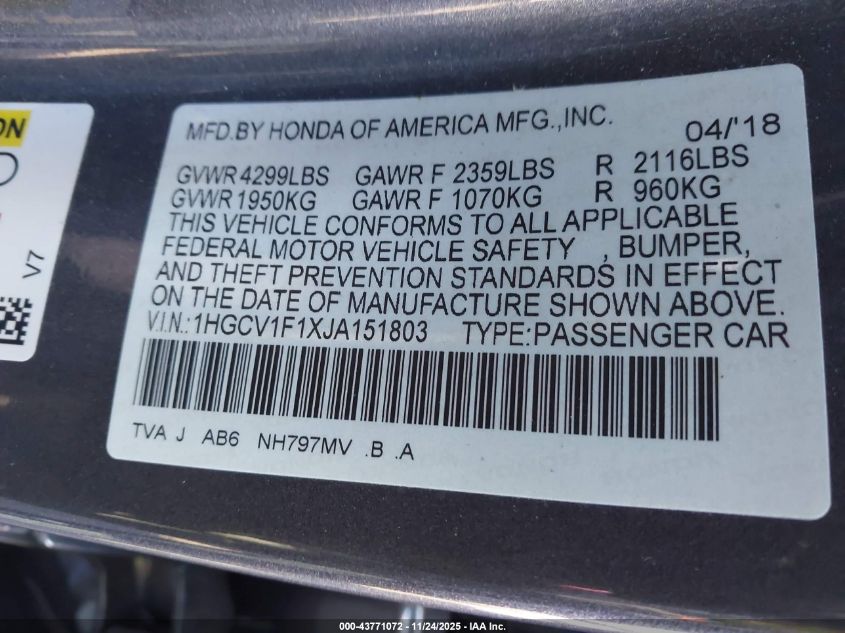 MFD.BY HONDA OF AMERICA MFG.,INC. 04/'18
GVWR 4299LBS GAWR F 2359LBS R 2116LBS
GVWR 1950KG GAWR F 1070KG R 960KG
THIS VEHICLE CONFORMS TO ALL APPLICABLE
FEDERAL MOTOR VEHICLE SAFETY , BUMPER,
AND THEFT PREVENTION STANDARDS IN EFFECT
ON THE DATE OF MANUFACTURE SHOWN ABOVE.
V.I.N.:1HGCV1F1XJA151803 TYPE:PASSENGER CAR
TVA J AB6 NH797MV .B .A
V7
000-43771072 - 11/24/2025 - IAA Inc.